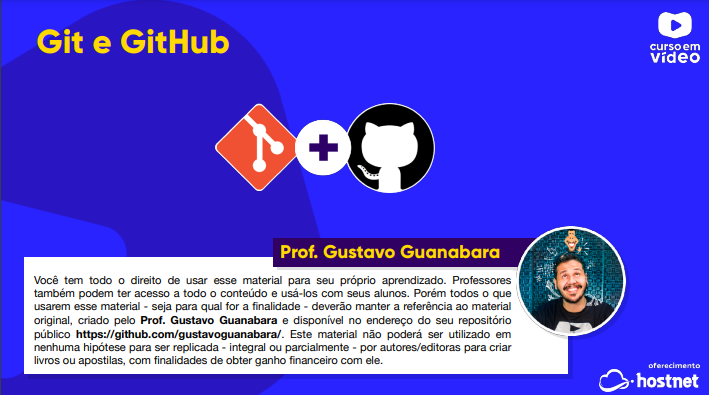 Git e GitHub
curso em
vídeo
Prof. Gustavo Guanabara
Você tem todo o direito de usar esse material para seu próprio aprendizado. Professores
também podem ter acesso a todo o conteúdo e usá-los com seus alunos. Porém todos o que
usarem esse material - seja para qual for a finalidade - deverão manter a referência ao material
original, criado pelo Prof. Gustavo Guanabara e disponível no endereço do seu repositório
público https://github.com/gustavoguanabara/. Este material não poderá ser utilizado em
nenhuma hipótese para ser replicada - integral ou parcialmente - por autores/editoras para criar
livros ou apostilas, com finalidades de obter ganho financeiro com ele.
oferecimento
hostnet